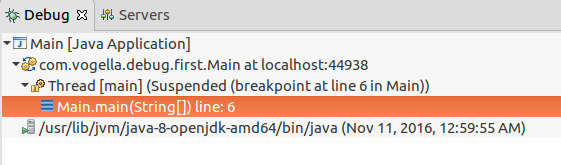 Debug Servers
Main [Java Application]
com.vogella.debug.first.Main at localhost:44938
Thread [main] (Suspended (breakpoint at line 6 in Main))
Main.main(String[]) line: 6
/usr/lib/jvm/java-8-openjdk-amd64/bin/java (Nov 11, 2016, 12:59:55 AM)